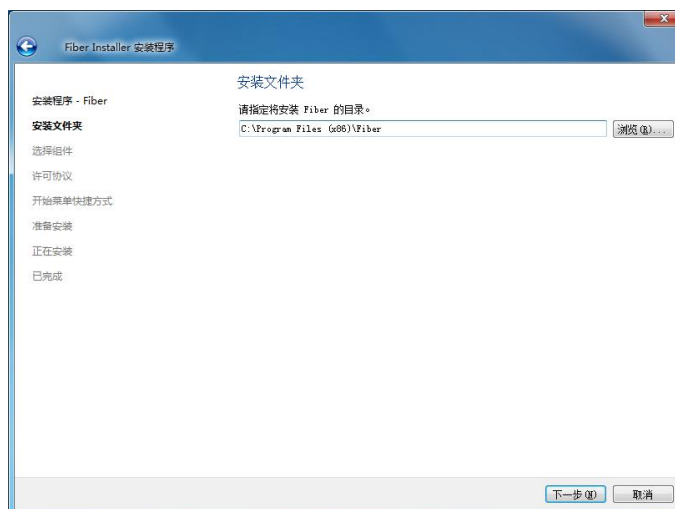 Fiber Installer 安装程序
安装程序 - Fiber
安装文件夹
选择组件
许可协议
开始菜单快捷方式
准备安装
正在安装
已完成
安装文件夹
请指定将安装 Fiber 的目录。
C:\Program Files (x86)\Fiber
浏览(R)...
下一步(N)
取消